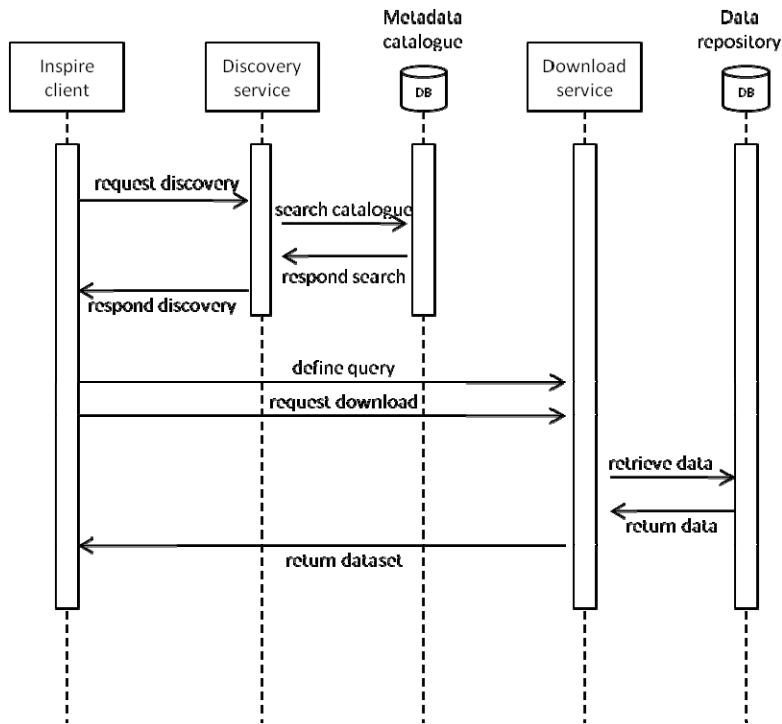 Metadata
catalogue
Data
repository
Inspire
client
Discovery
service
DB
Download
service
DB
request discovery
search catalogue
respond search
respond discovery
define query
request download
retrieve data
return data
return dataset